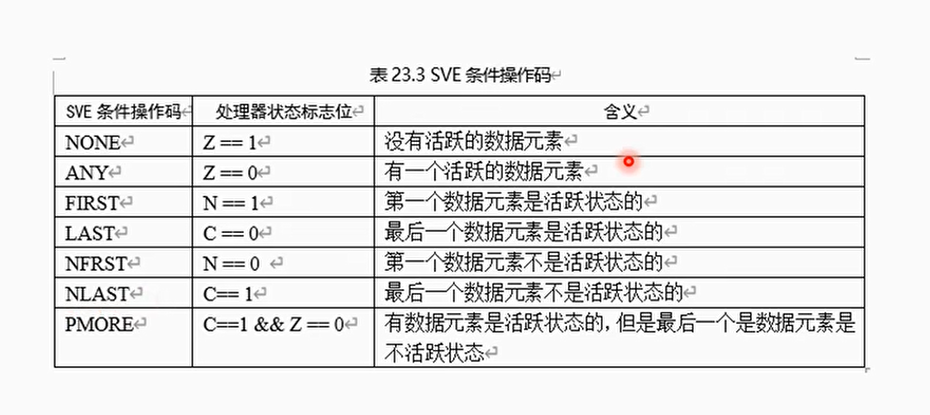 表 23.3 SVE 条件操作码
SVE 条件操作码 处理器状态标志位 含义
NONE Z == 1 没有活跃的数据元素
ANY Z == 0 有一个活跃的数据元素
FIRST N == 1 第一个数据元素是活跃状态的
LAST C == 0 最后一个数据元素是活跃状态的
NFRST N == 0 第一个数据元素不是活跃状态的
NLAST C== 1 最后一个数据元素不是活跃状态的
PMORE C==1 && Z == 0 有数据元素是活跃状态的, 但是最后一个是数据元素是
不活跃状态